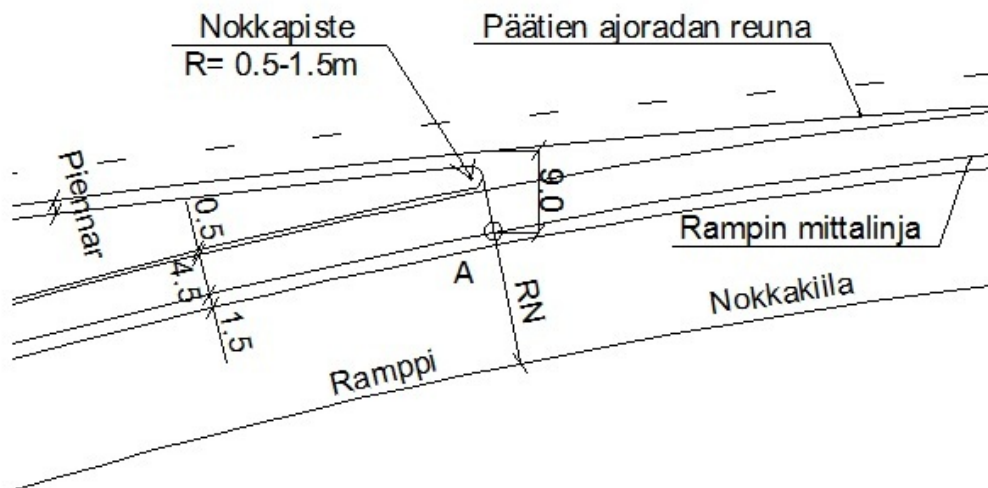 Nokkapiste
R= 0.5-1.5m
Päätien ajoradan reuna
Piennar
0.5
4.5
1.5
9.0
A
RN
Rampin mittalinja
Nokkakiila
Ramppi